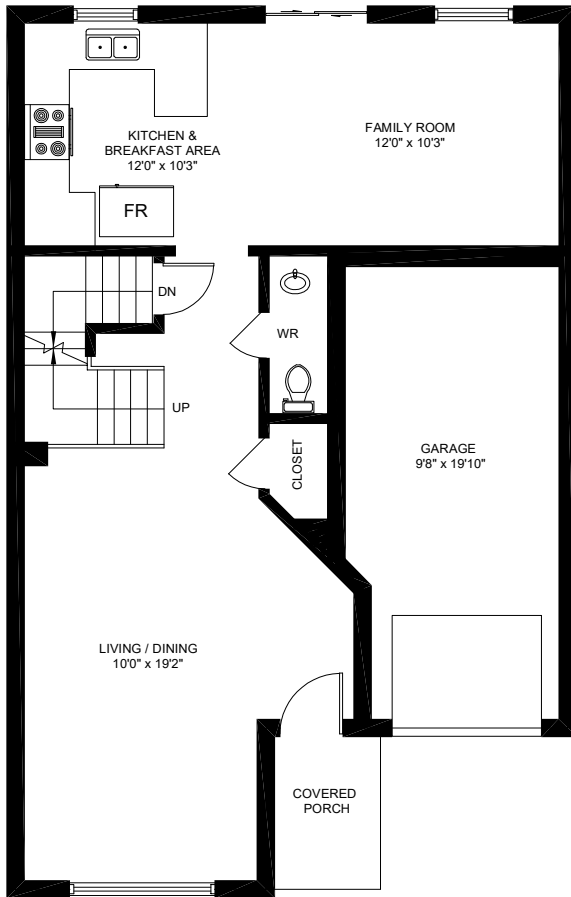 KITCHEN &
BREAKFAST AREA
12'0" x 10'3"
FAMILY ROOM
12'0" x 10'3"
FR
DN
WR
UP
CLOSET
GARAGE
9'8" x 19'10"
LIVING / DINING
10'0" x 19'2"
COVERED
PORCH